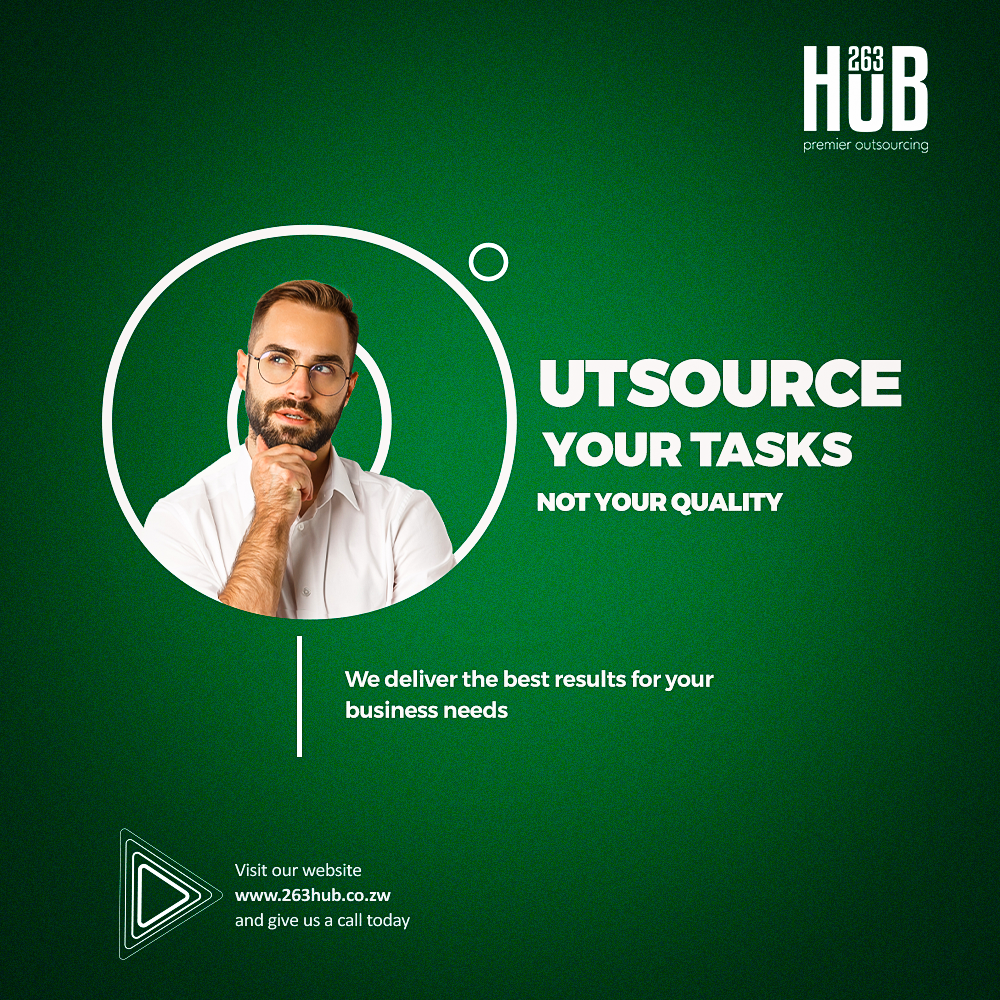 263
HUB
premier outsourcing
UTSOURCE
YOUR TASKS
NOT YOUR QUALITY
We deliver the best results for your
business needs
Visit our website
www.263hub.co.zw
and give us a call today